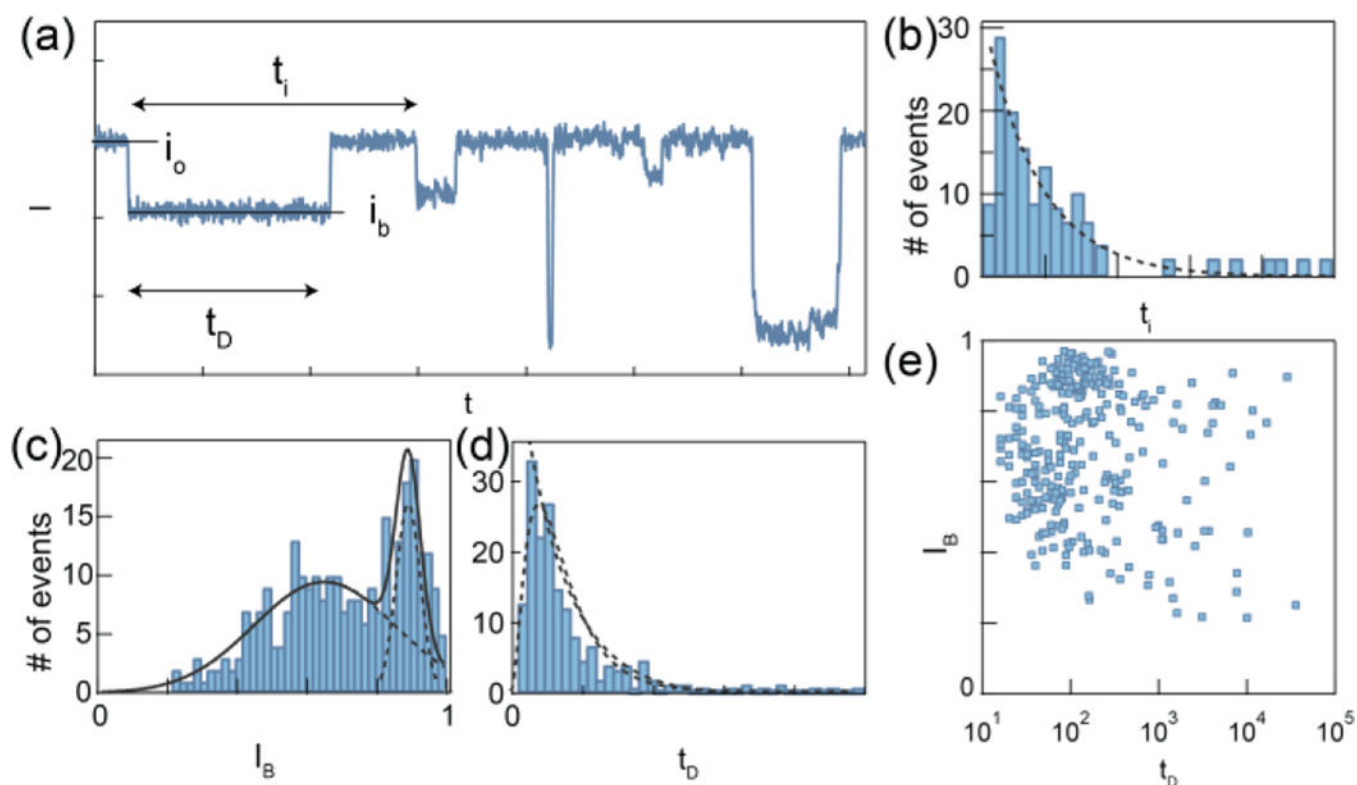 (a)
t_i
i_o
i_b
t_D
I
t
(b)
# of events
30
20
10
0
t_i
(c)
# of events
20
15
10
5
0
0
1
I_B
(d)
30
20
10
0
0
t_D
(e)
1
I_B
0
10^1
10^2
10^3
10^4
10^5
t_D